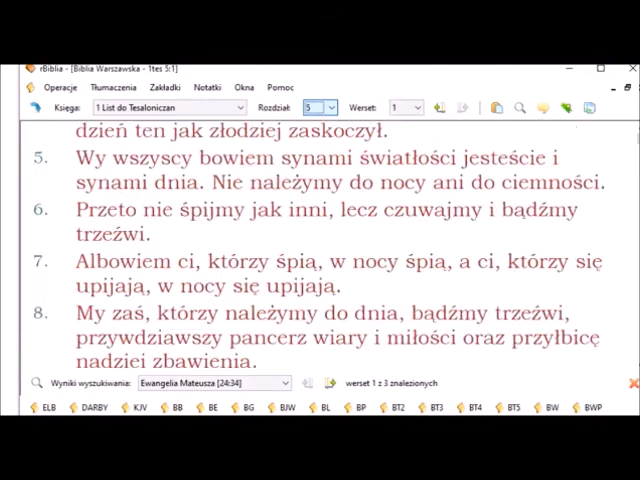 rBiblia - [Biblia Warszawska - 1tes 5:1]
Operacje Tłumaczenia Zakładki Notatki Okna Pomoc
Księga: 1 List do Tesaloniczan Rozdział: 5 Werset: 1
dzień ten jak złodziej zaskoczył.
5. Wy wszyscy bowiem synami światłości jesteście i
synami dnia. Nie należymy do nocy ani do ciemności.
6. Przeto nie śpijmy jak inni, lecz czuwajmy i bądźmy
trzeźwi.
7. Albowiem ci, którzy śpią, w nocy śpią, a ci, którzy się
upijają, w nocy się upijają.
8. My zaś, którzy należymy do dnia, bądźmy trzeźwi,
przywdziawszy pancerz wiary i miłości oraz przyłbicę
nadziei zbawienia.
Wyniki wyszukiwania: Ewangelia Mateusza [24:34] werset 1 z 3 znalezionych
ELB DARBY KJV BB BE BG BJW BL BP BT2 BT3 BT4 BT5 BW BWP